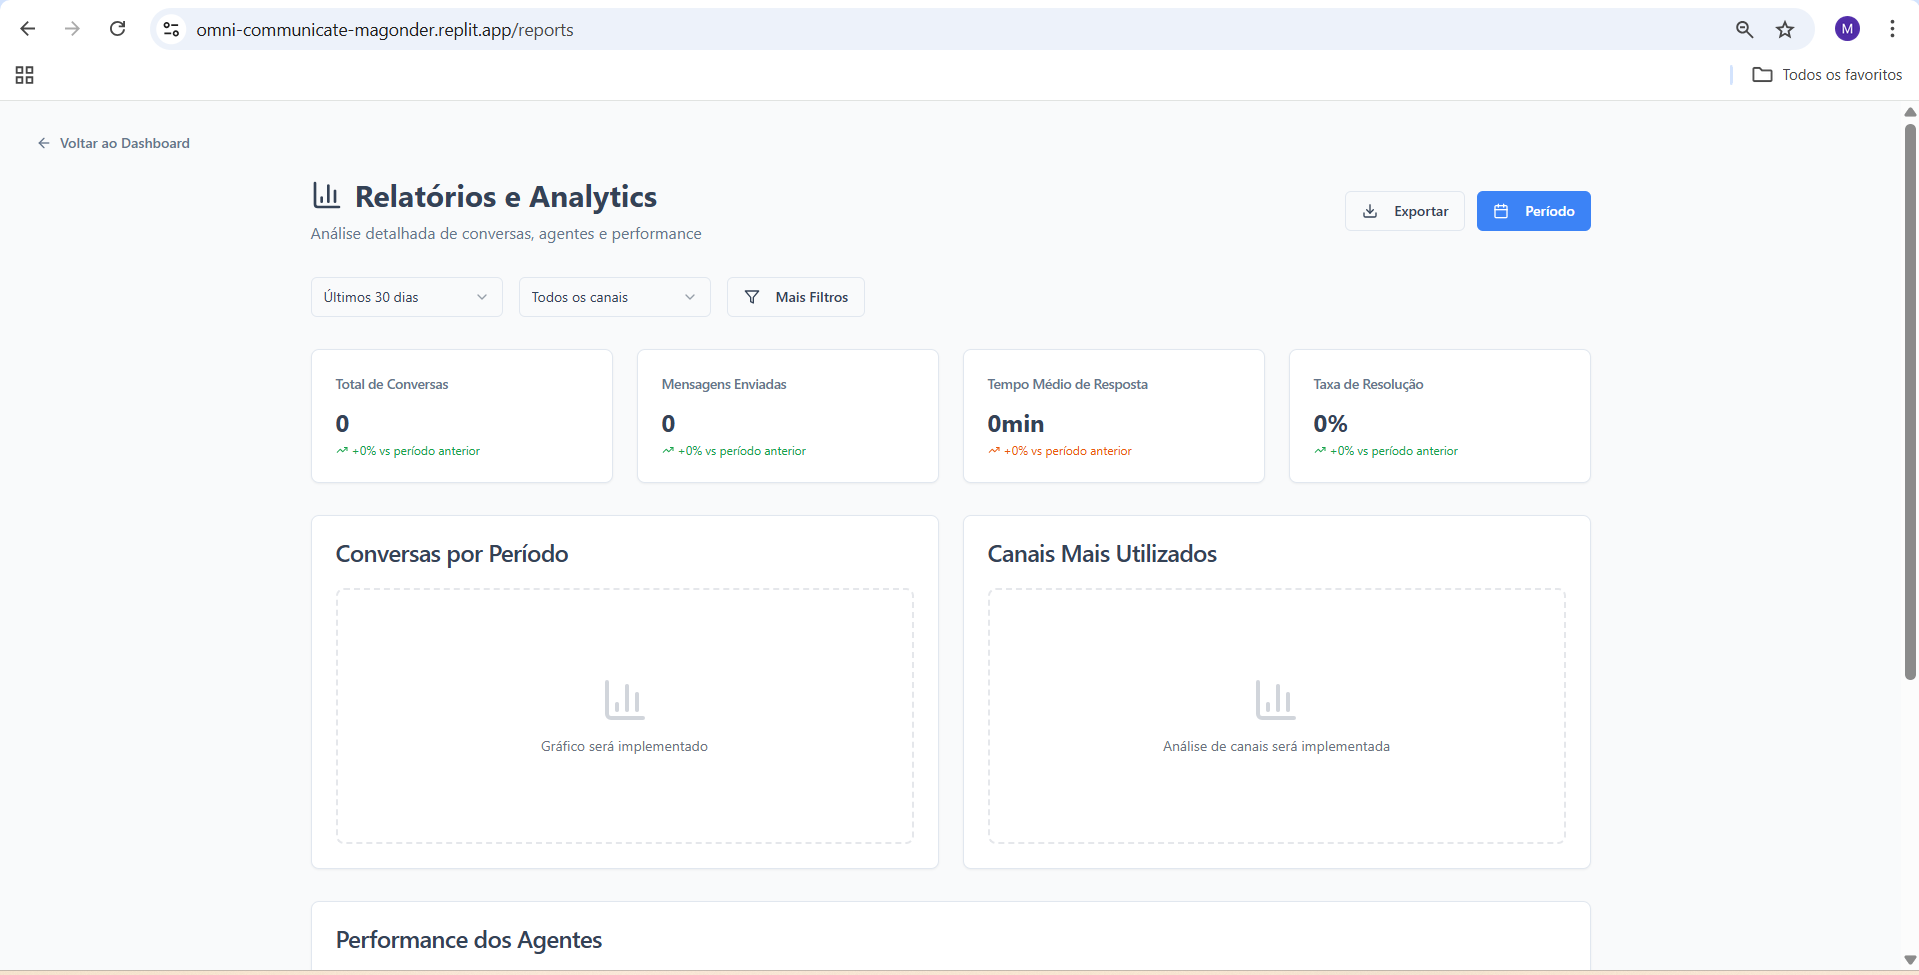 omni-communicate-magonder.replit.app/reports
M
Todos os favoritos
Voltar ao Dashboard
Relatórios e Analytics
Análise detalhada de conversas, agentes e performance
Exportar
Período
Últimos 30 dias
Todos os canais
Mais Filtros
Total de Conversas
0
+0% vs período anterior
Mensagens Enviadas
0
+0% vs período anterior
Tempo Médio de Resposta
0min
+0% vs período anterior
Taxa de Resolução
0%
+0% vs período anterior
Conversas por Período
Gráfico será implementado
Canais Mais Utilizados
Análise de canais será implementada
Performance dos Agentes